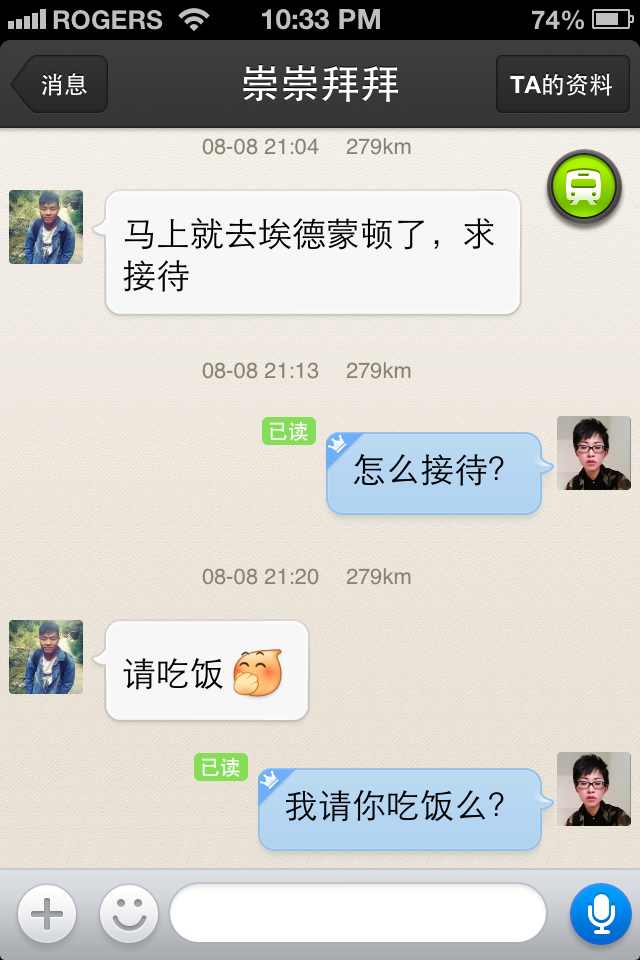 ROGERS 10:33 PM 74%
消息 崇崇拜拜 TA的资料
08-08 21:04 279km
马上就去埃德蒙顿了，求
接待
08-08 21:13 279km
已读
怎么接待?
08-08 21:20 279km
请吃饭
已读
我请你吃饭么?